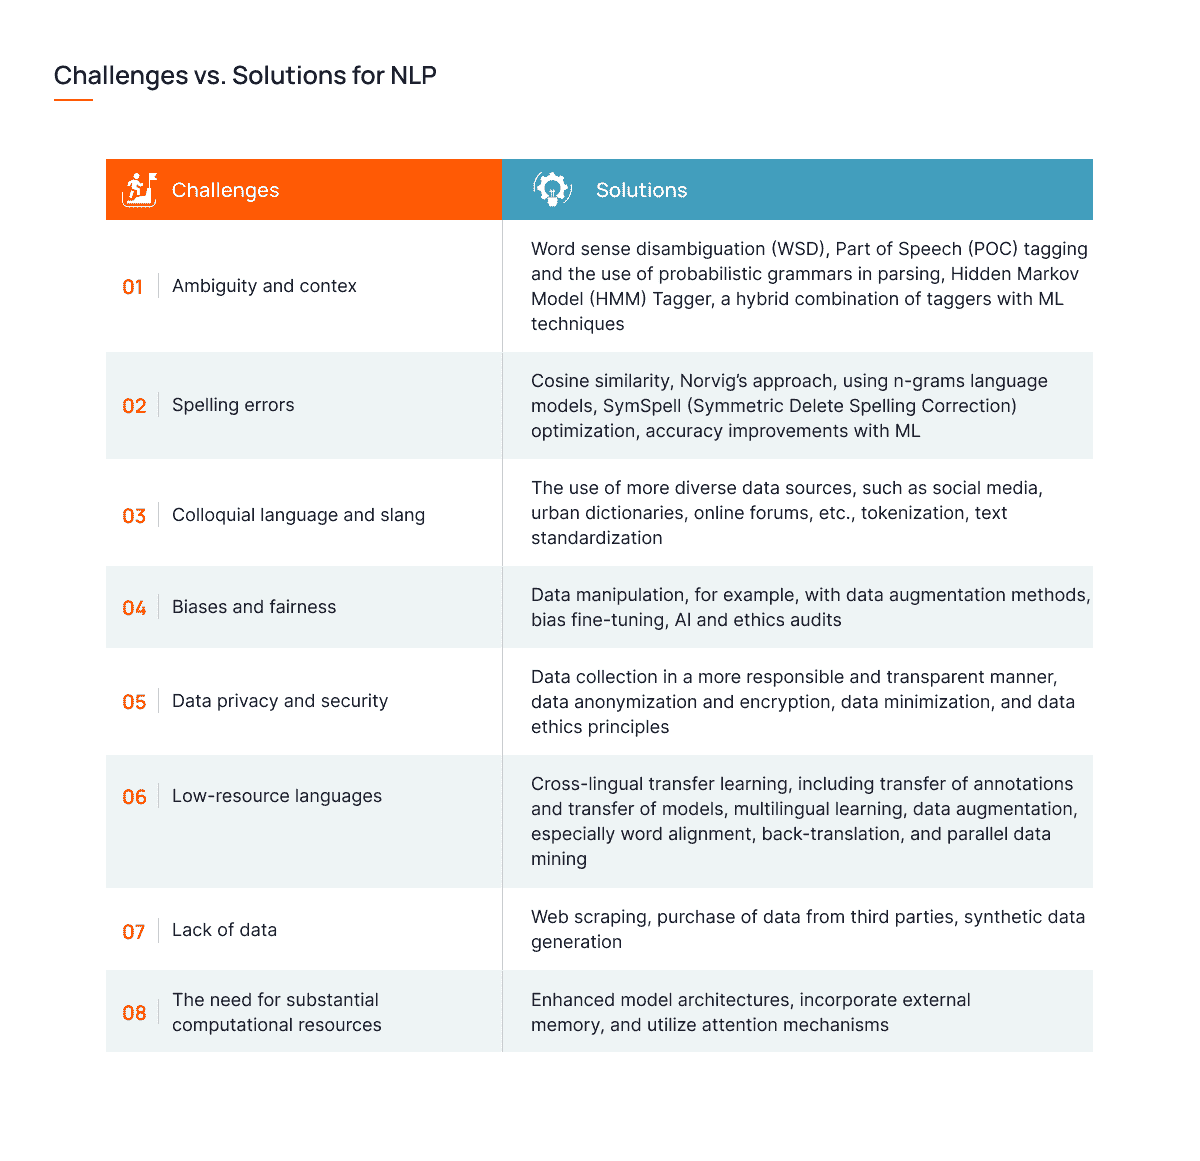 Challenges vs. Solutions for NLP
Challenges
Solutions
01
Ambiguity and contex
Word sense disambiguation (WSD), Part of Speech (POC) tagging
and the use of probabilistic grammars in parsing, Hidden Markov
Model (HMM) Tagger, a hybrid combination of taggers with ML
techniques
02
Spelling errors
Cosine similarity, Norvig’s approach, using n-grams language
models, SymSpell (Symmetric Delete Spelling Correction)
optimization, accuracy improvements with ML
03
Colloquial language and slang
The use of more diverse data sources, such as social media,
urban dictionaries, online forums, etc., tokenization, text
standardization
04
Biases and fairness
Data manipulation, for example, with data augmentation methods,
bias fine-tuning, AI and ethics audits
05
Data privacy and security
Data collection in a more responsible and transparent manner,
data anonymization and encryption, data minimization, and data
ethics principles
06
Low-resource languages
Cross-lingual transfer learning, including transfer of annotations
and transfer of models, multilingual learning, data augmentation,
especially word alignment, back-translation, and parallel data
mining
07
Lack of data
Web scraping, purchase of data from third parties, synthetic data
generation
08
The need for substantial
computational resources
Enhanced model architectures, incorporate external
memory, and utilize attention mechanisms